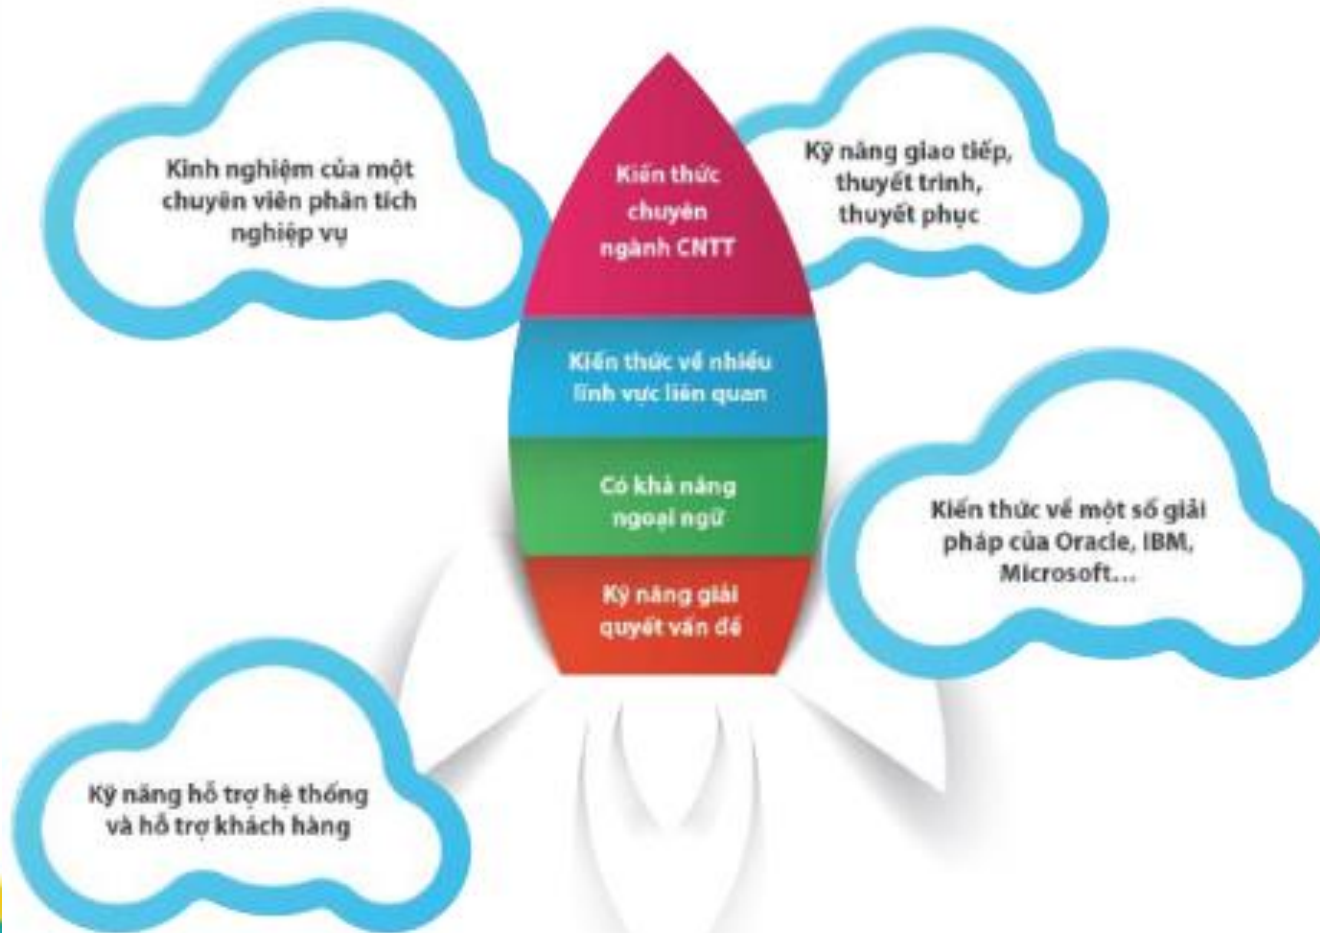 Kinh nghiệm của một
chuyên viên phân tích
nghiệp vụ
Kiến thức
chuyên
ngành CNTT
Kỹ năng giao tiếp,
thuyết trình,
thuyết phục
Kiến thức về nhiều
lĩnh vực liên quan
Có khả năng
ngoại ngữ
Kiến thức về một số giải
pháp của Oracle, IBM,
Microsoft...
Kỹ năng giải
quyết vấn đề
Kỹ năng hỗ trợ hệ thống
và hỗ trợ khách hàng